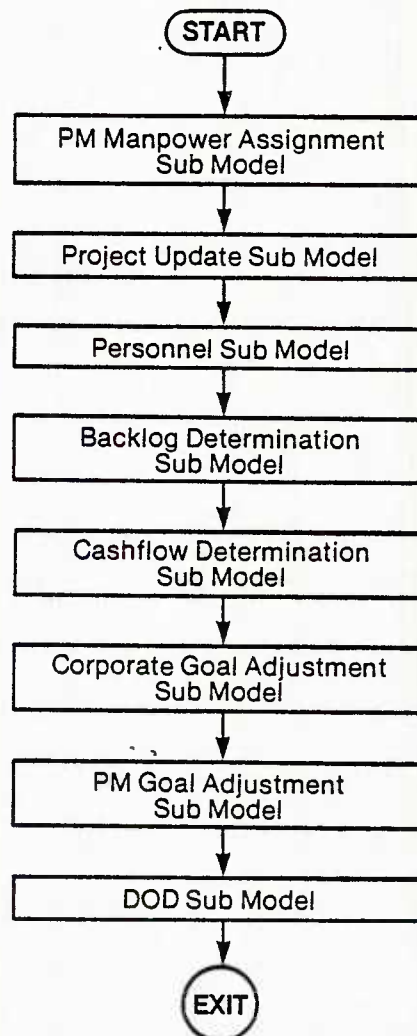 START
PM Manpower Assignment
Sub Model
Project Update Sub Model
Personnel Sub Model
Backlog Determination
Sub Model
Cashflow Determination
Sub Model
Corporate Goal Adjustment
Sub Model
PM Goal Adjustment
Sub Model
DOD Sub Model
EXIT